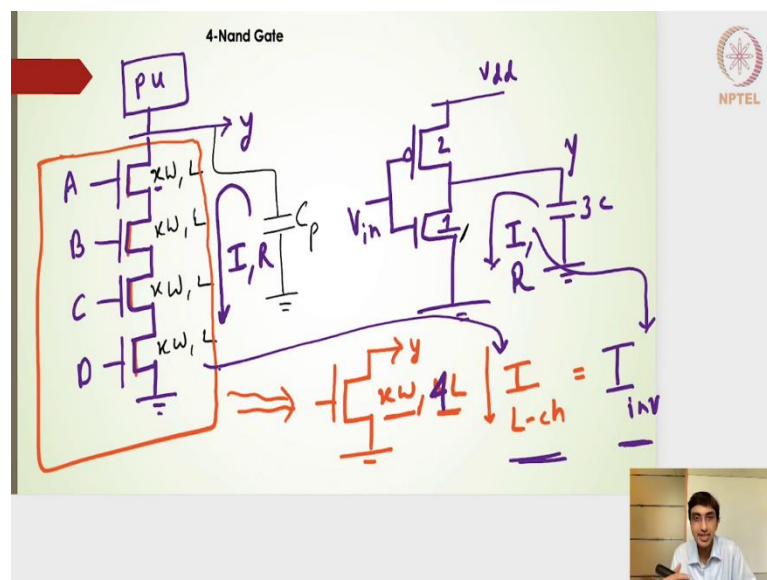 4-Nand Gate
NPTEL
PU
y
A xW, L
B xW, L
C xW, L
D xW, L
I, R
Cp
Vdd
2
Vin
1
y
3C
I, R
y
xW, 4L
I L-ch = I inv